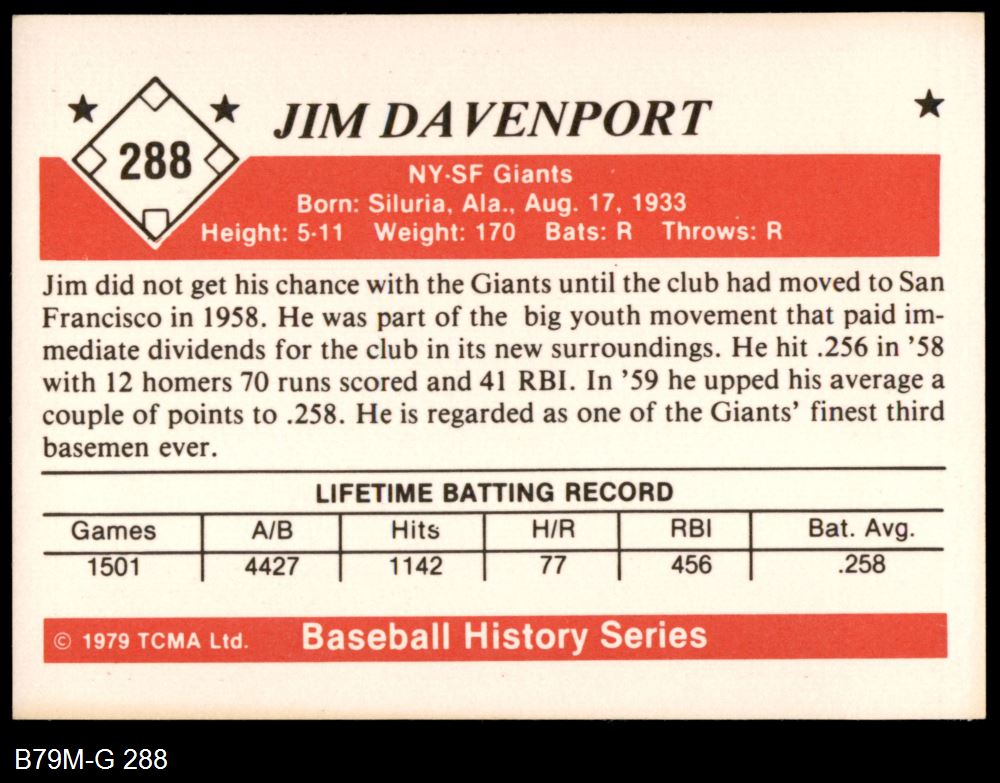 288
JIM DAVENPORT
NY-SF Giants
Born: Siluria, Ala., Aug. 17, 1933
Height: 5-11 Weight: 170 Bats: R Throws: R
Jim did not get his chance with the Giants until the club had moved to San
Francisco in 1958. He was part of the big youth movement that paid im-
mediate dividends for the club in its new surroundings. He hit .256 in ’58
with 12 homers 70 runs scored and 41 RBI. In ’59 he upped his average a
couple of points to .258. He is regarded as one of the Giants’ finest third
basemen ever.
LIFETIME BATTING RECORD
Games A/B Hits H/R RBI Bat. Avg.
1501 4427 1142 77 456 .258
© 1979 TCMA Ltd. Baseball History Series
B79M-G 288